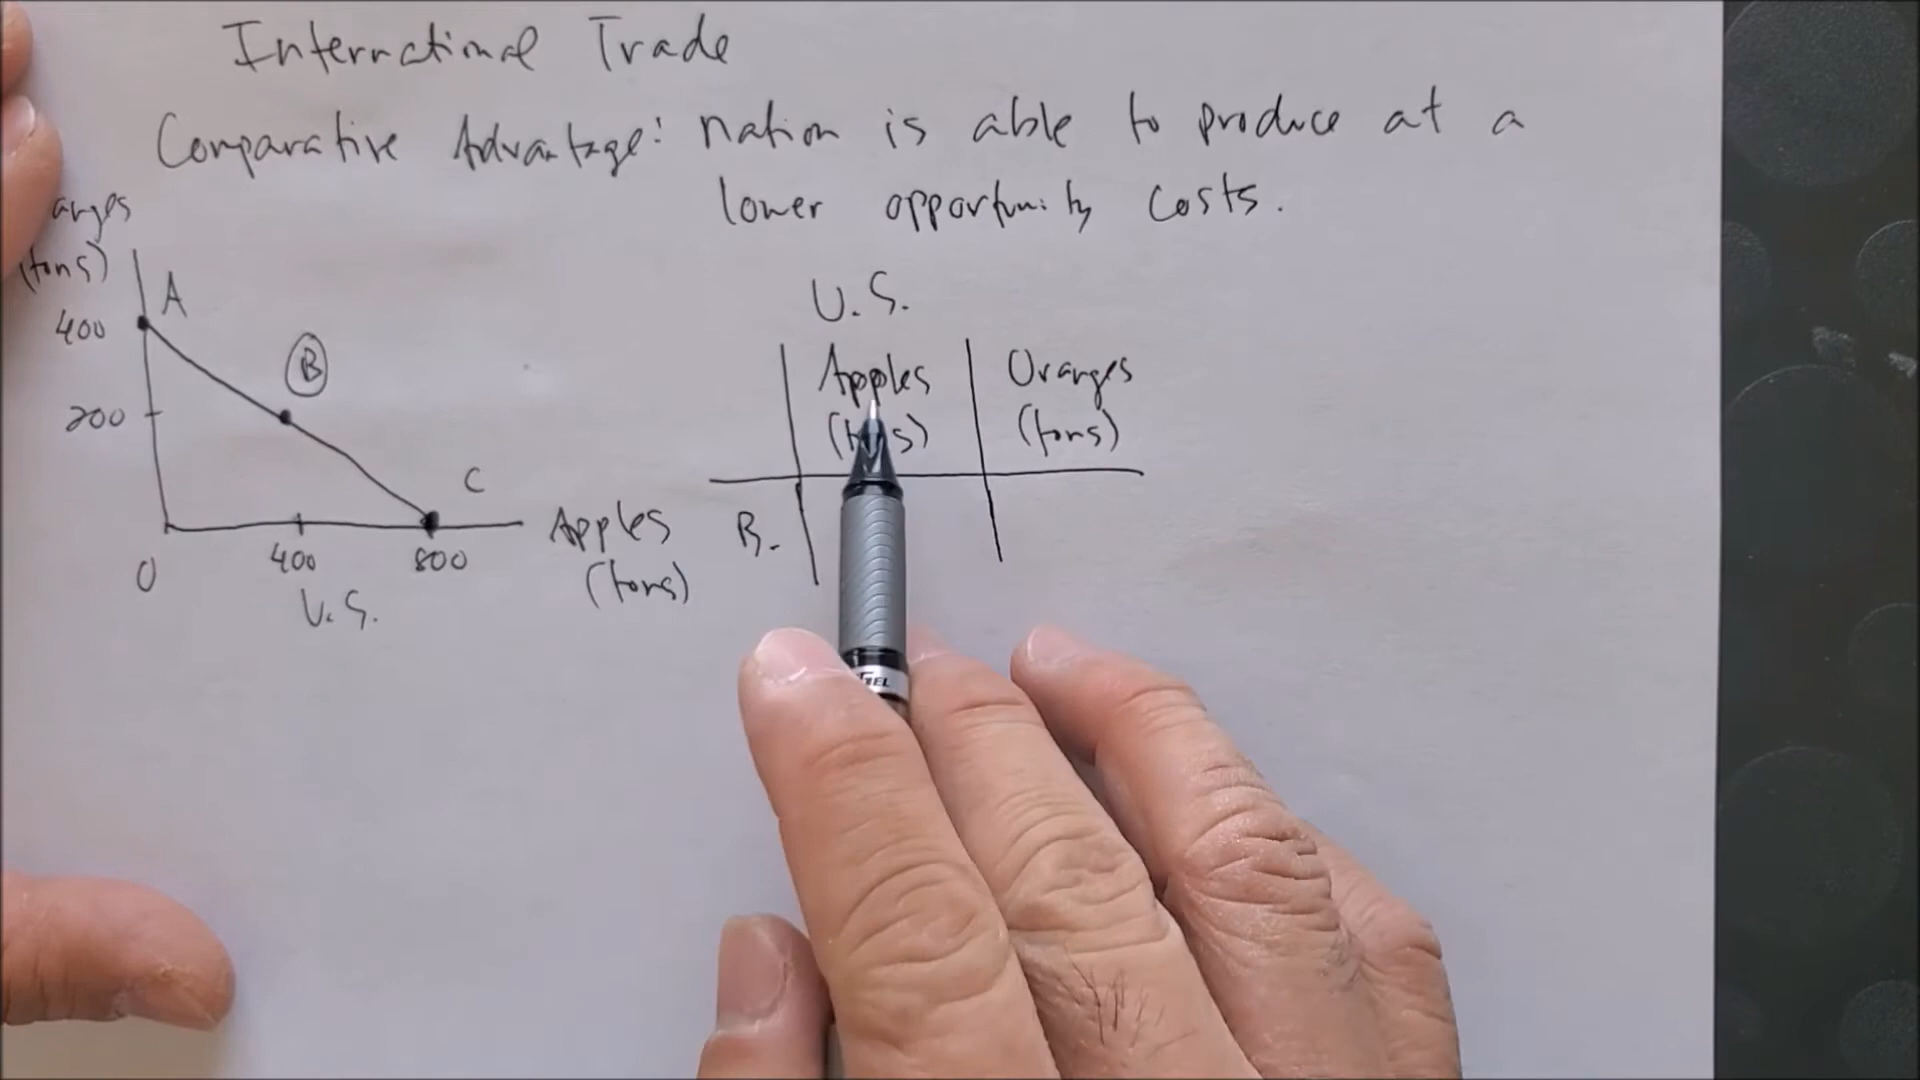 International Trade
Comparative Advantage: nation is able to produce at a
lower opportunity costs.
anges
(tons)
A
400
B
200
C
0
400
800
Apples
(tons)
U.S.
U.S.
Apples
Oranges
(tons)
B.